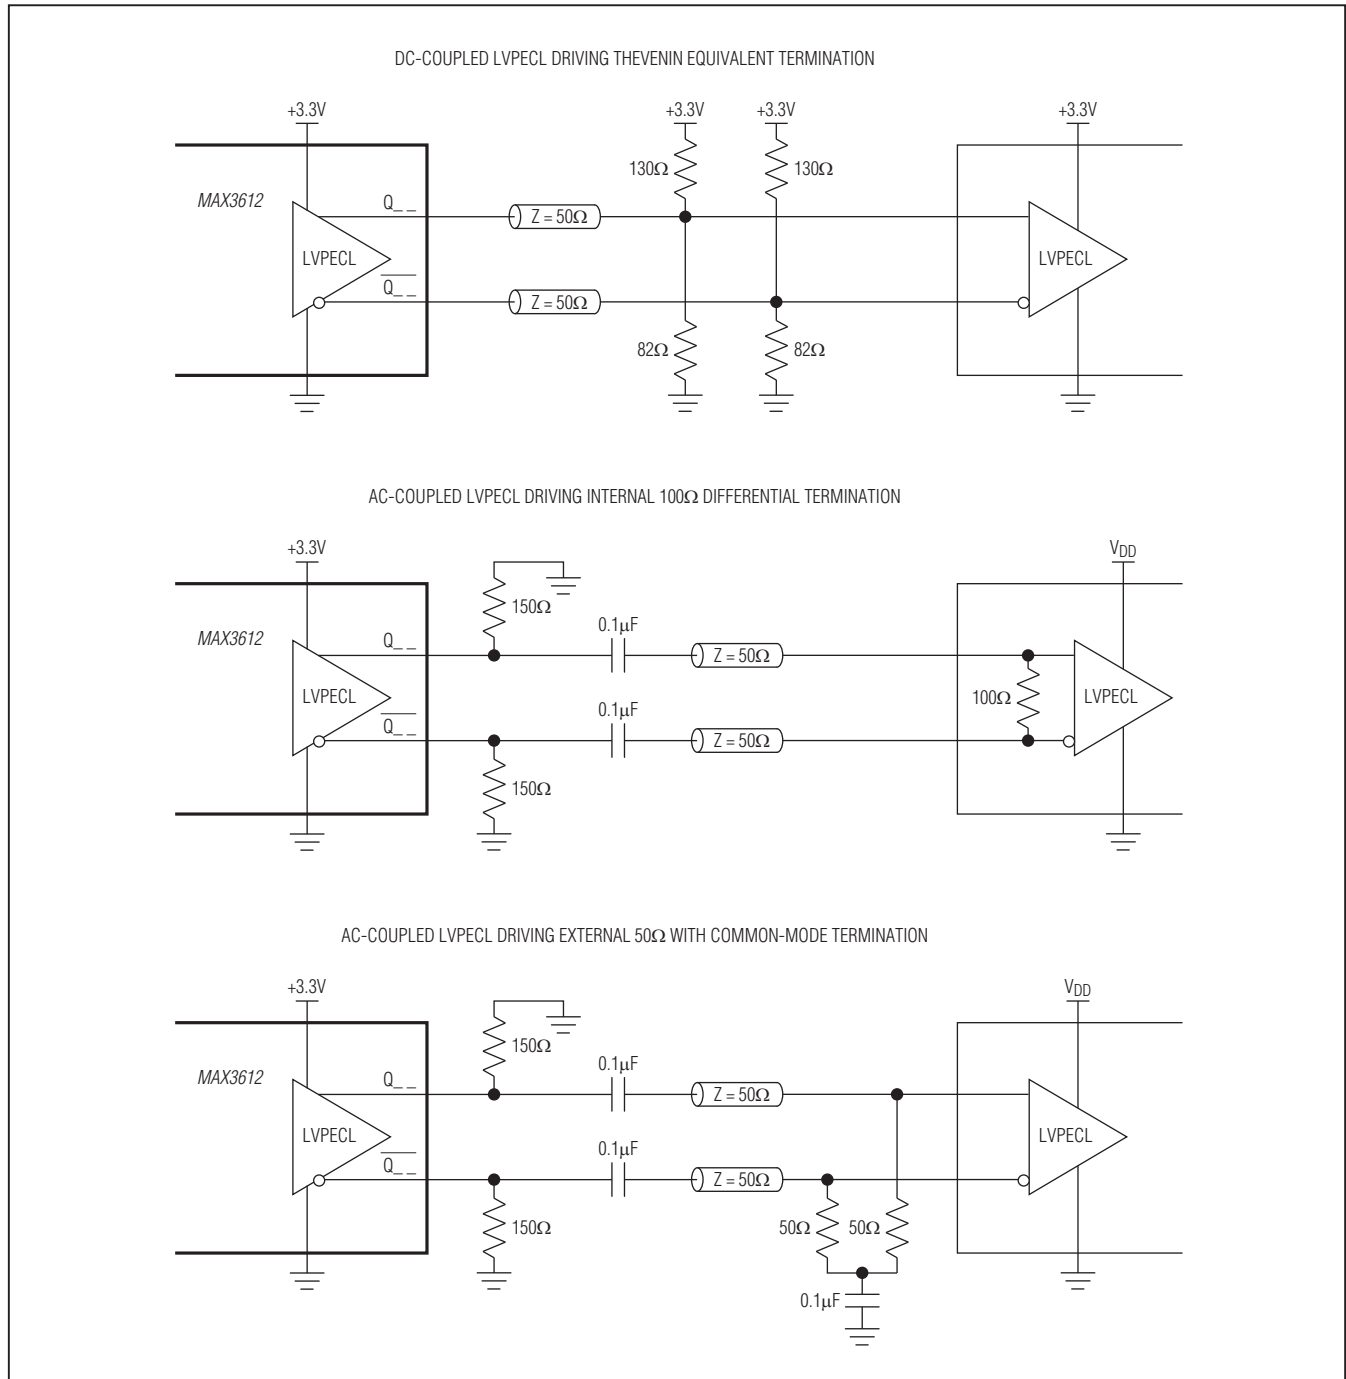 DC-COUPLED LVPECL DRIVING THEVENIN EQUIVALENT TERMINATION
+3.3V +3.3V +3.3V +3.3V
130Ω 130Ω
MAX3612 Q_ _ Z = 50Ω
LVPECL LVPECL
Q_ _ Z = 50Ω
82Ω 82Ω
AC-COUPLED LVPECL DRIVING INTERNAL 100Ω DIFFERENTIAL TERMINATION
+3.3V VDD
150Ω
0.1µF
MAX3612 Q_ _ Z = 50Ω
LVPECL 100Ω LVPECL
0.1µF
Q_ _ Z = 50Ω
150Ω
AC-COUPLED LVPECL DRIVING EXTERNAL 50Ω WITH COMMON-MODE TERMINATION
+3.3V VDD
150Ω
0.1µF
MAX3612 Q_ _ Z = 50Ω
LVPECL LVPECL
0.1µF
Q_ _ Z = 50Ω
150Ω 50Ω 50Ω
0.1µF